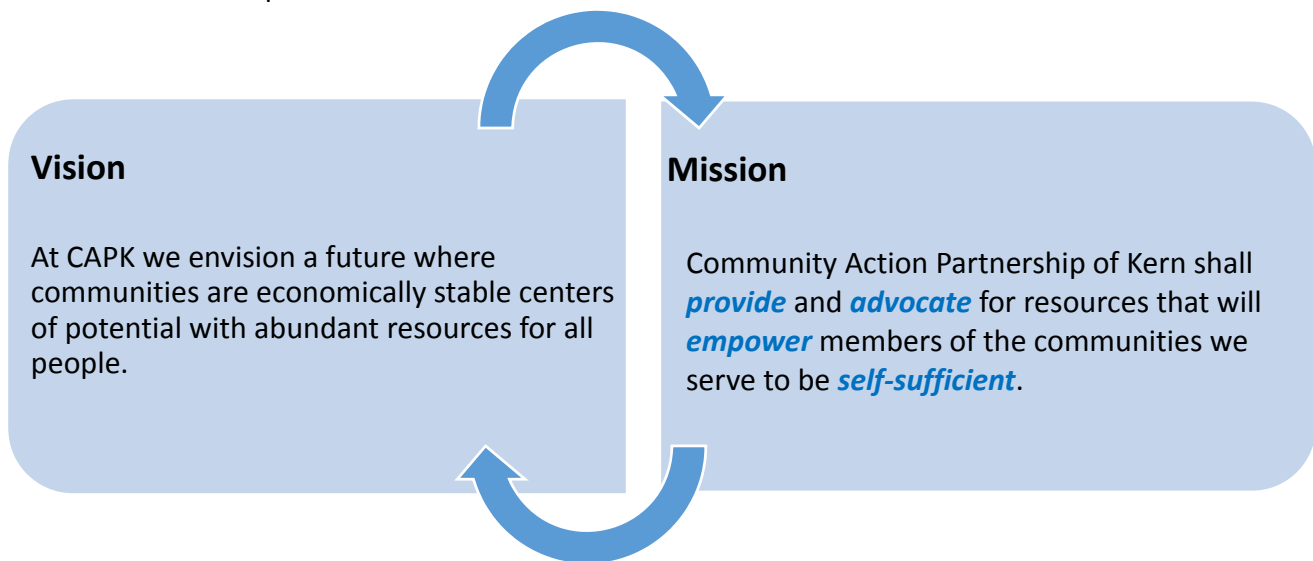 Vision
At CAPK we envision a future where
communities are economically stable centers
of potential with abundant resources for all
people.
Mission
Community Action Partnership of Kern shall
provide and advocate for resources that will
empower members of the communities we
serve to be self-sufficient.